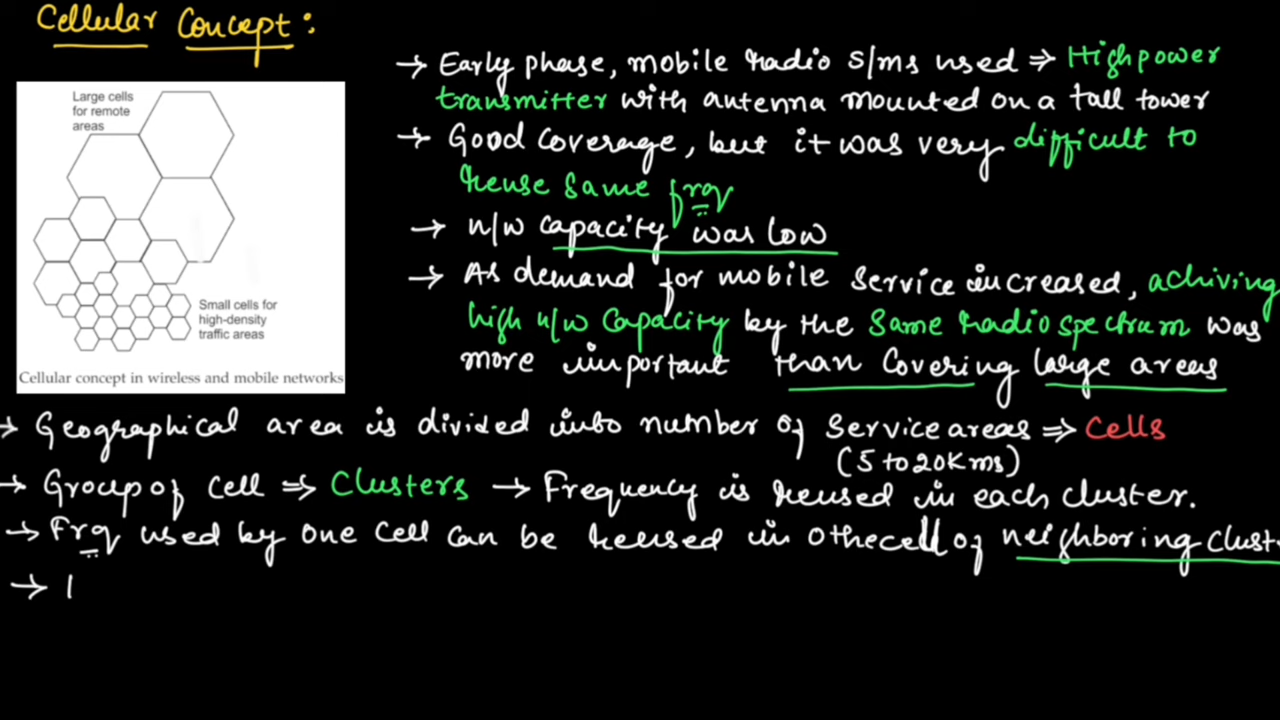 Cellular Concept:
Large cells
for remote
areas
Small cells for
high-density
traffic areas
Cellular concept in wireless and mobile networks
→ Early phase, mobile radio s/ms used ⇒ High power
transmitter with antenna mounted on a tall tower
→ Good coverage, but it was very difficult to
reuse same frq
→ n/w capacity was low
→ As demand for mobile service increased, achiving
high n/w capacity by the same radio spectrum was
more important than covering large areas
→ Geographical area is divided into number of service areas ⇒ cells
(5 to 20 Kms)
→ Group of cell ⇒ Clusters → Frequency is reused in each cluster.
→ Frq used by one cell can be reused in othecell of neighboring clust
→ I